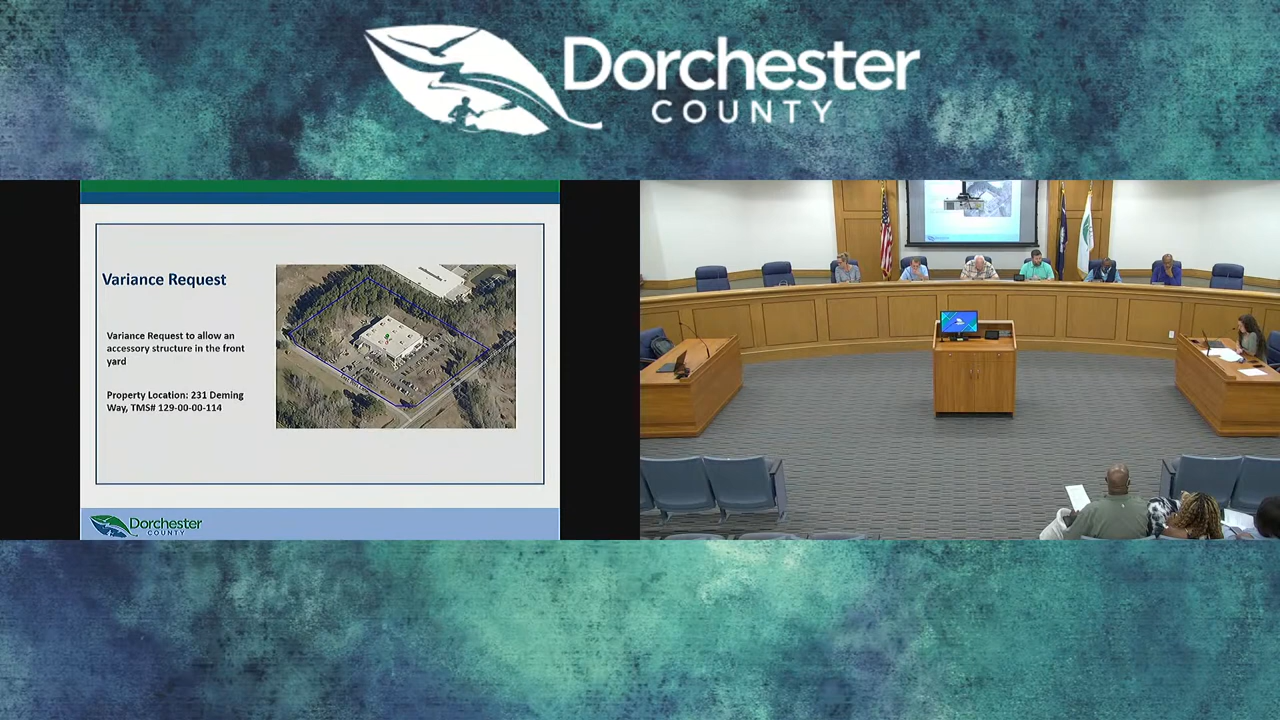 Dorchester
COUNTY
Variance Request
Variance Request to allow an
accessory structure in the front
yard
Property Location: 231 Deming
Way, TMS# 129-00-00-114
Dorchester
COUNTY